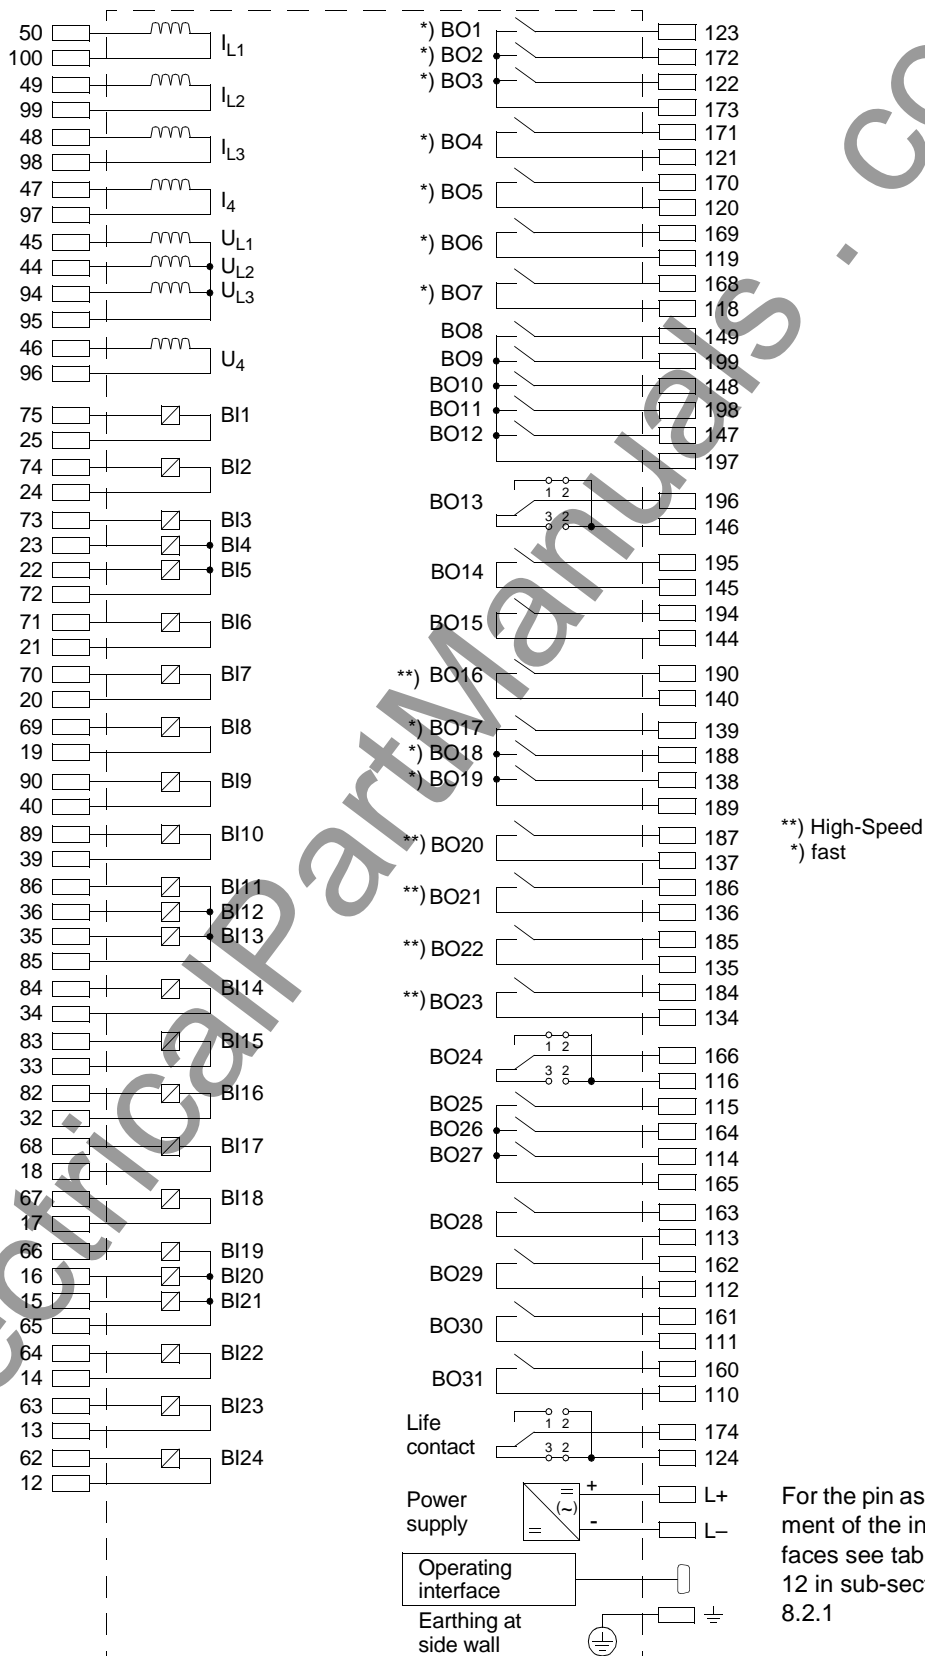 50
100
I L1
49
99
I L2
48
98
I L3
47
97
I 4
45
U L1
44
U L2
94
U L3
95
46
96
U 4
75
BI1
25
74
BI2
24
73
BI3
23
BI4
22
BI5
72
71
BI6
21
70
BI7
20
69
BI8
19
90
BI9
40
89
BI10
39
86
BI11
36
BI12
35
BI13
85
84
BI14
34
83
BI15
33
82
BI16
32
68
BI17
18
67
BI18
17
66
BI19
16
BI20
15
BI21
65
64
BI22
14
63
BI23
13
62
BI24
12
*) BO1
123
*) BO2
172
*) BO3
122
173
*) BO4
171
121
*) BO5
170
120
*) BO6
169
119
*) BO7
168
118
BO8
149
BO9
199
BO10
148
BO11
198
BO12
147
197
BO13
1 2
3 2
196
146
BO14
195
145
BO15
194
144
**) BO16
190
140
*) BO17
139
*) BO18
188
*) BO19
138
189
**) BO20
187
137
**) BO21
186
136
**) BO22
185
135
**) BO23
184
134
BO24
1 2
3 2
166
116
BO25
115
BO26
164
BO27
114
165
BO28
163
113
BO29
162
112
BO30
161
111
BO31
160
110
Life
contact
1 2
3 2
174
124
Power
supply
= (~)
=
+
-
L+
L–
Operating
interface
Earthing at
side wall
**) High-Speed
*) fast
For the pin as
ment of the in
faces see tab
12 in sub-sect
8.2.1
ectricalPartManuals . co